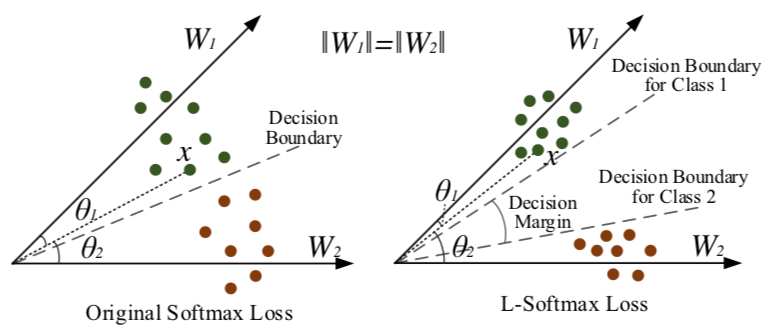 W₁
‖W₁‖=‖W₂‖
Decision
Boundary
x
θ₁
θ₂
W₂
Original Softmax Loss
W₁
Decision Boundary
for Class 1
x
θ₁
Decision Boundary
for Class 2
Decision
Margin
θ₂
W₂
L-Softmax Loss